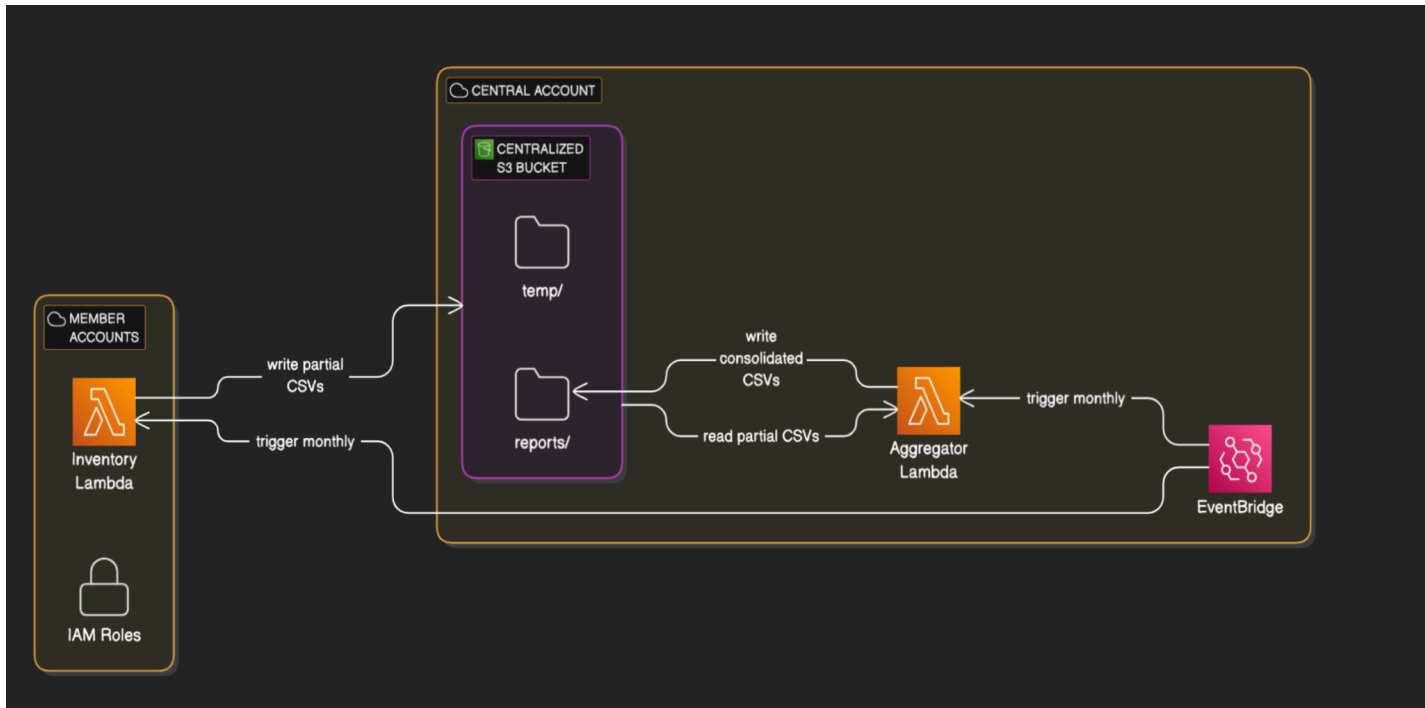 CENTRAL ACCOUNT
CENTRALIZED
S3 BUCKET
temp/
MEMBER
ACCOUNTS
write partial
CSVs
trigger monthly
Inventory
Lambda
IAM Roles
write
consolidated
CSVs
reports/
read partial CSVs
Aggregator
Lambda
trigger monthly
EventBridge